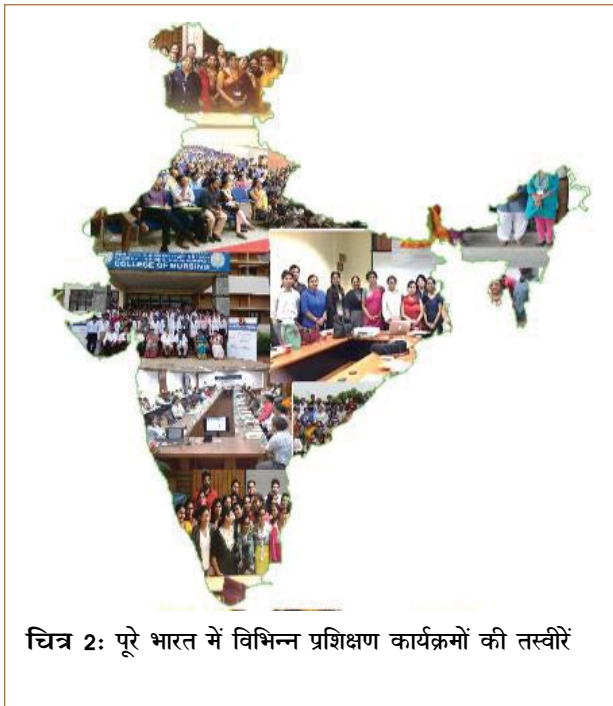 COLLEGE OF NURSING
चित्र 2: पूरे भारत में विभिन्न प्रशिक्षण कार्यक्रमों की तस्वीरें